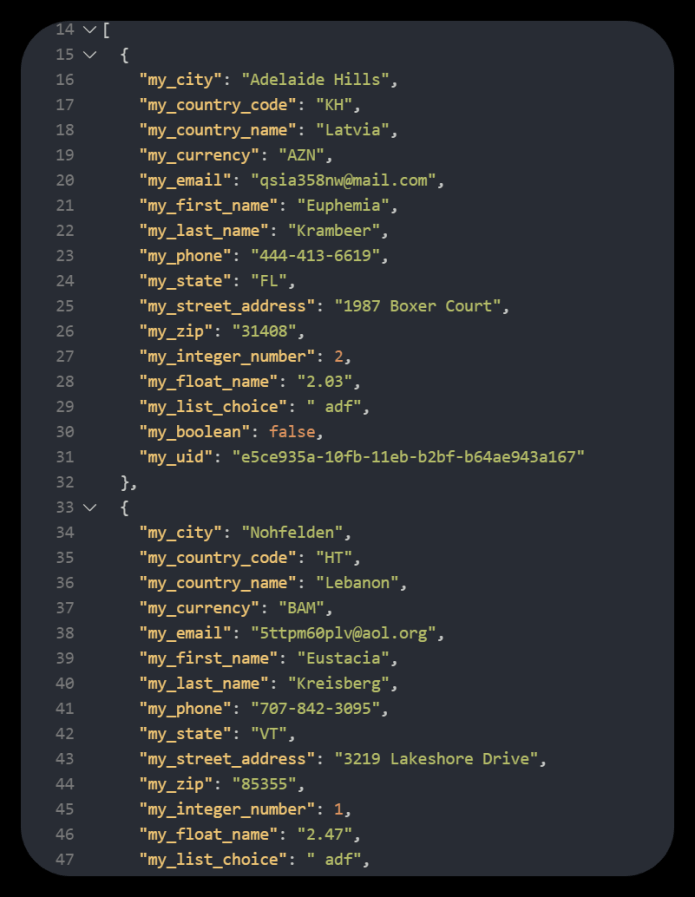 14 [
15 {
16 "my_city": "Adelaide Hills",
17 "my_country_code": "KH",
18 "my_country_name": "Latvia",
19 "my_currency": "AZN",
20 "my_email": "qsia358nw@mail.com",
21 "my_first_name": "Euphemia",
22 "my_last_name": "Krambeer",
23 "my_phone": "444-413-6619",
24 "my_state": "FL",
25 "my_street_address": "1987 Boxer Court",
26 "my_zip": "31408",
27 "my_integer_number": 2,
28 "my_float_name": "2.03",
29 "my_list_choice": " adf",
30 "my_boolean": false,
31 "my_uid": "e5ce935a-10fb-11eb-b2bf-b64ae943a167"
32 },
33 {
34 "my_city": "Nohfelden",
35 "my_country_code": "HT",
36 "my_country_name": "Lebanon",
37 "my_currency": "BAM",
38 "my_email": "5ttpm60plv@aol.org",
39 "my_first_name": "Eustacia",
40 "my_last_name": "Kreisberg",
41 "my_phone": "707-842-3095",
42 "my_state": "VT",
43 "my_street_address": "3219 Lakeshore Drive",
44 "my_zip": "85355",
45 "my_integer_number": 1,
46 "my_float_name": "2.47",
47 "my_list_choice": " adf",